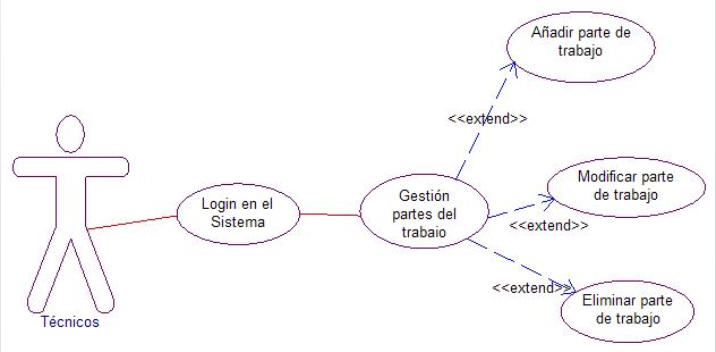 Añadir parte de
trabajo
<<extend>>
Login en el
Sistema
Gestión
partes del
trabaio
Modificar parte
de trabajo
<<extend>>
<<extend>>
Eliminar parte
de trabajo
Técnicos